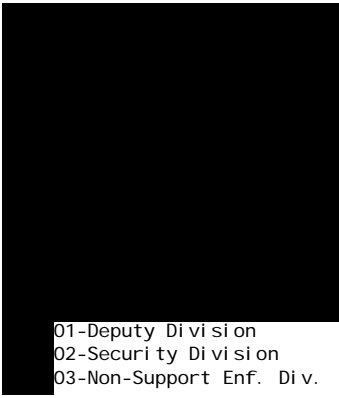 01-Deputy Division
02-Security Division
03-Non-Support Enf. Div.